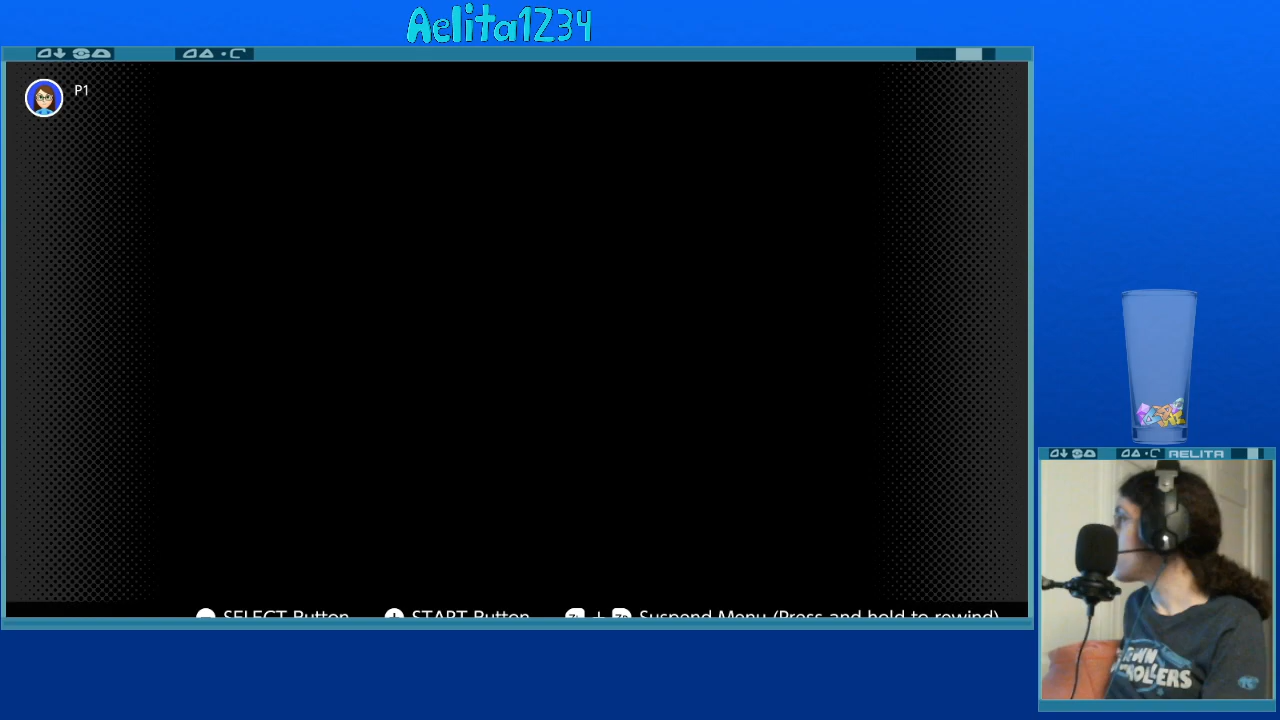 Aelita1234
P1
SELECT Button
START Button
+
Suspend Menu (Press and hold to rewind)
AELITA